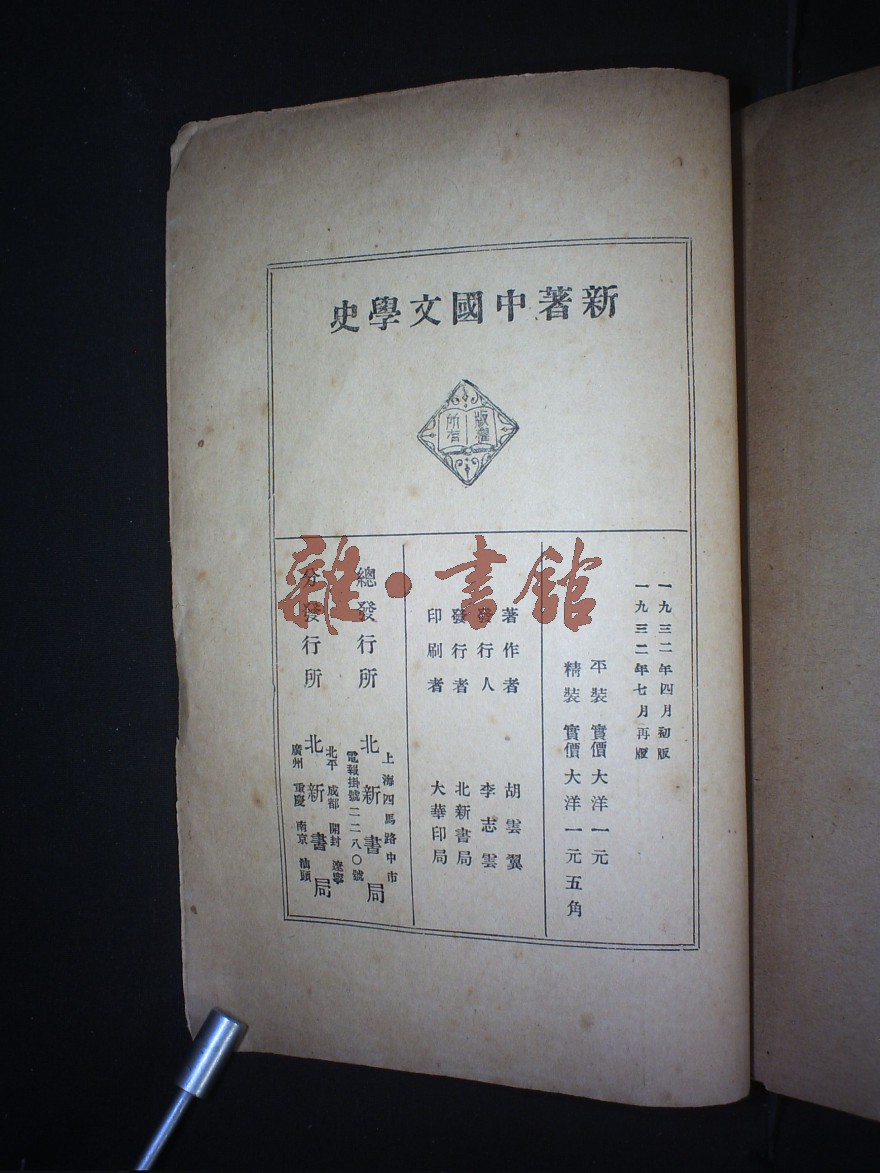 新著中國文學史
版權
所有
一九三二年四月初版
一九三二年七月再版
平裝 實價大洋一元
精裝 實價大洋一元五角
著作者 胡雲翼
發行人 李志雲
發行者 北新書局
印刷者 大華印局
總發行所 北新書局
上海四馬路中市
電報掛號二二八〇號
分發行所 北新書局
北平 成都 開封 遼寧
廣州 重慶 南京 汕頭
雜·書館